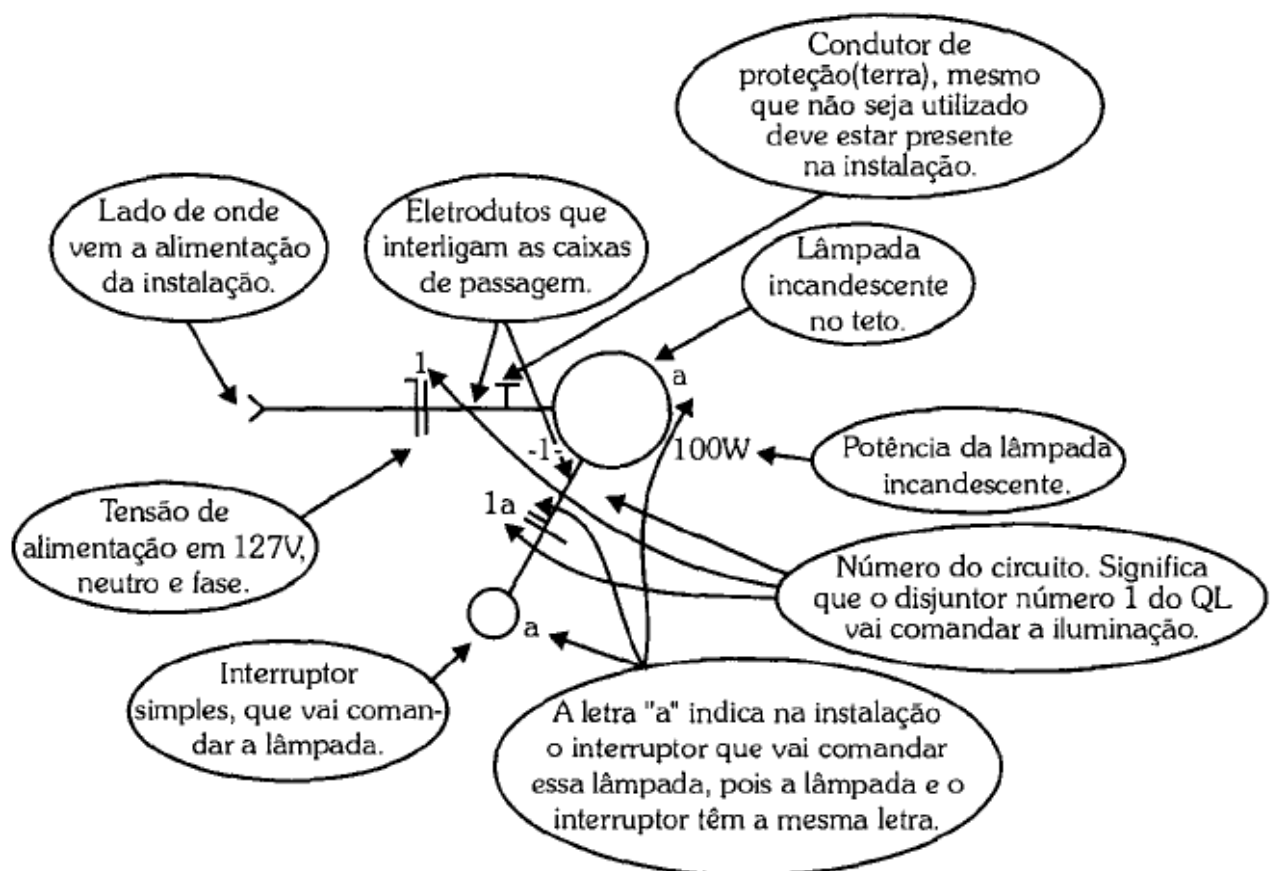 Condutor de
proteção(terra), mesmo
que não seja utilizado
deve estar presente
na instalação.
Lado de onde
vem a alimentação
da instalação.
Eletrodutos que
interligam as caixas
de passagem.
Lâmpada
incandescente
no teto.
1
a
-1-
100W
Potência da lâmpada
incandescente.
Tensão de
alimentação em 127V,
neutro e fase.
1a
Número do circuito. Significa
que o disjuntor número 1 do QL
vai comandar a iluminação.
a
Interruptor
simples, que vai coman-
dar a lâmpada.
A letra "a" indica na instalação
o interruptor que vai comandar
essa lâmpada, pois a lâmpada e o
interruptor têm a mesma letra.